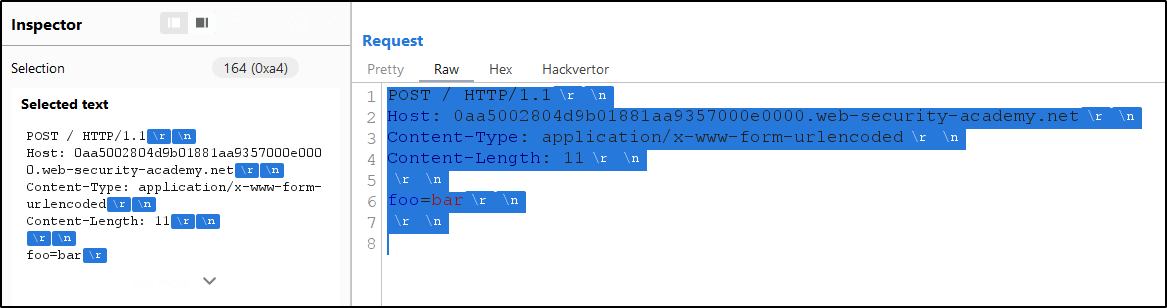 Inspector
Selection
164 (0xa4)
Selected text
POST / HTTP/1.1 \r \n
Host: 0aa5002804d9b01881aa9357000e000
0.web-security-academy.net \r \n
Content-Type: application/x-www-form-
urlencoded \r \n
Content-Length: 11 \r \n
\r \n
foo=bar \r
Request
Pretty Raw Hex Hackvertor
1 POST / HTTP/1.1 \r \n
2 Host: 0aa5002804d9b01881aa9357000e0000.web-security-academy.net \r \n
3 Content-Type: application/x-www-form-urlencoded \r \n
4 Content-Length: 11 \r \n
5 \r \n
6 foo=bar \r \n
7 \r \n
8